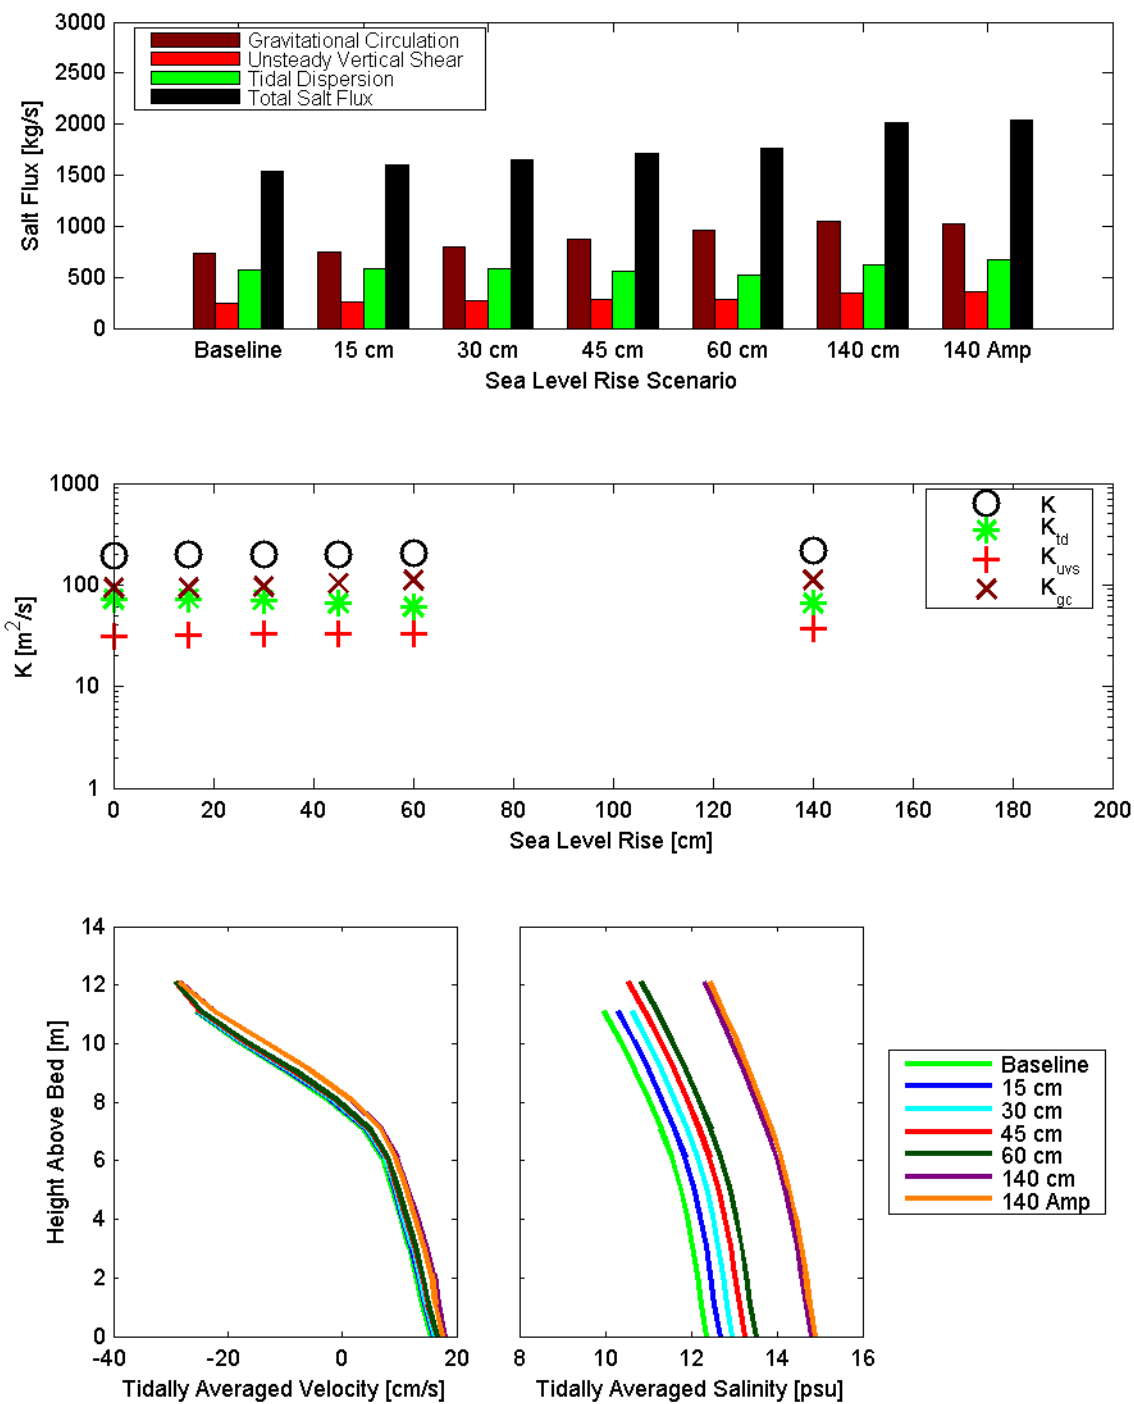 3000
2500
2000
1500
1000
500
0
Salt Flux [kg/s]
Gravitational Circulation
Unsteady Vertical Shear
Tidal Dispersion
Total Salt Flux
Baseline 15 cm 30 cm 45 cm 60 cm 140 cm 140 Amp
Sea Level Rise Scenario
1000
100
10
1
K [m²/s]
K
K_td
K_uvs
K_gc
0 20 40 60 80 100 120 140 160 180 200
Sea Level Rise [cm]
14
12
10
8
6
4
2
0
Height Above Bed [m]
-40 -20 0 20
Tidally Averaged Velocity [cm/s]
8 10 12 14 16
Tidally Averaged Salinity [psu]
Baseline
15 cm
30 cm
45 cm
60 cm
140 cm
140 Amp